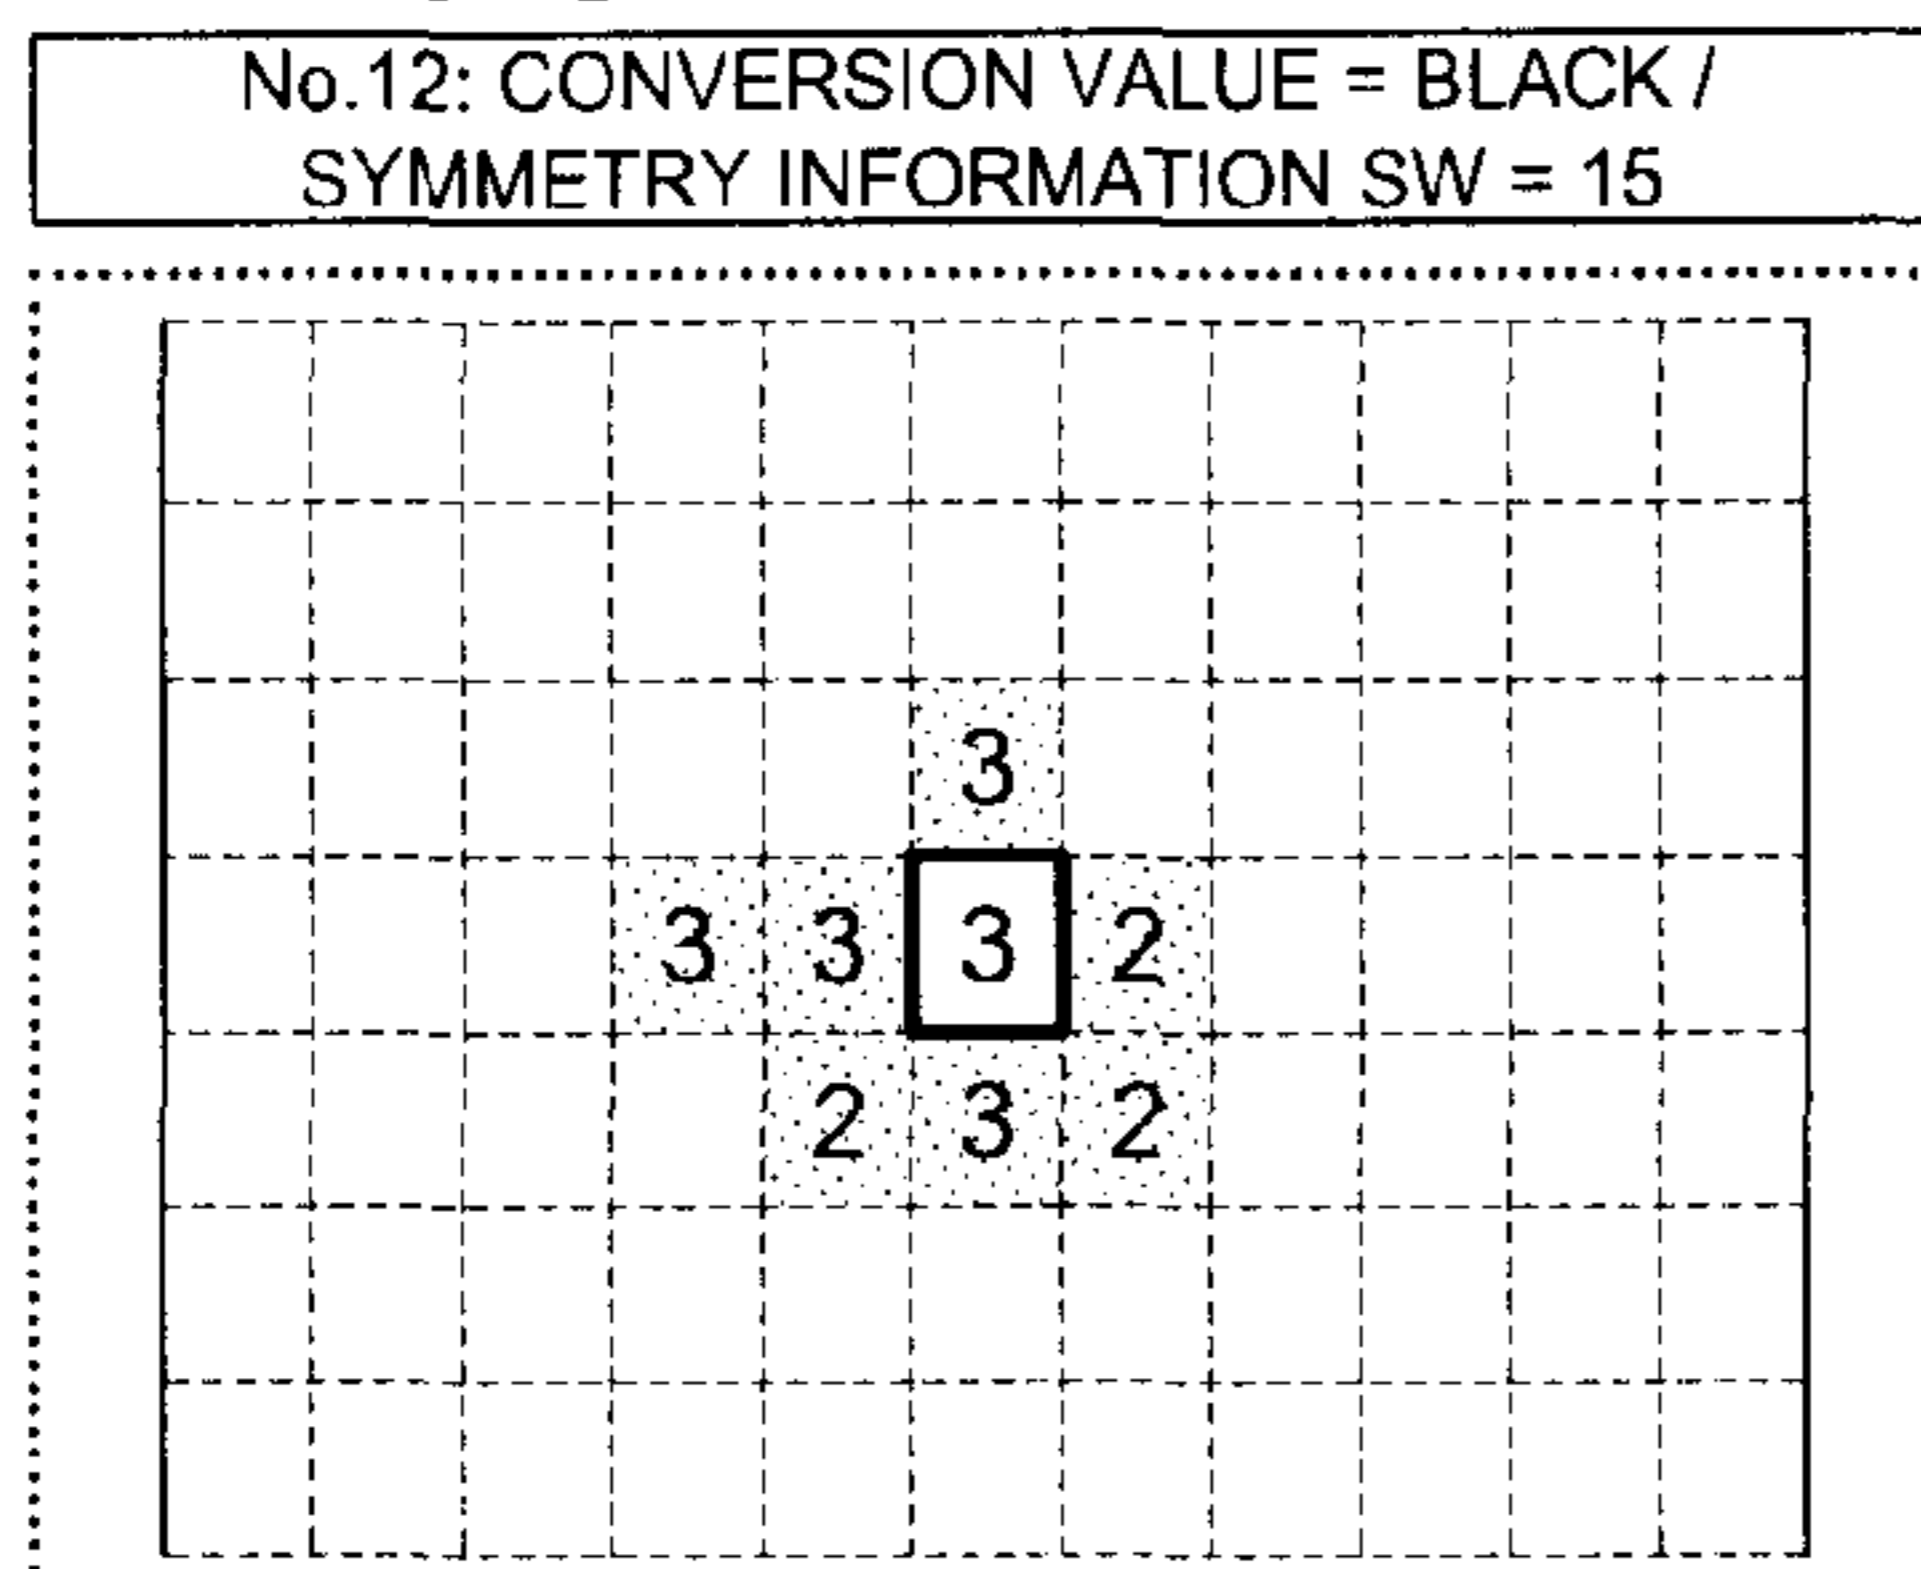 No.12: CONVERSION VALUE = BLACK /
SYMMETRY INFORMATION SW = 15
3
3 3 3 2
2 3 2